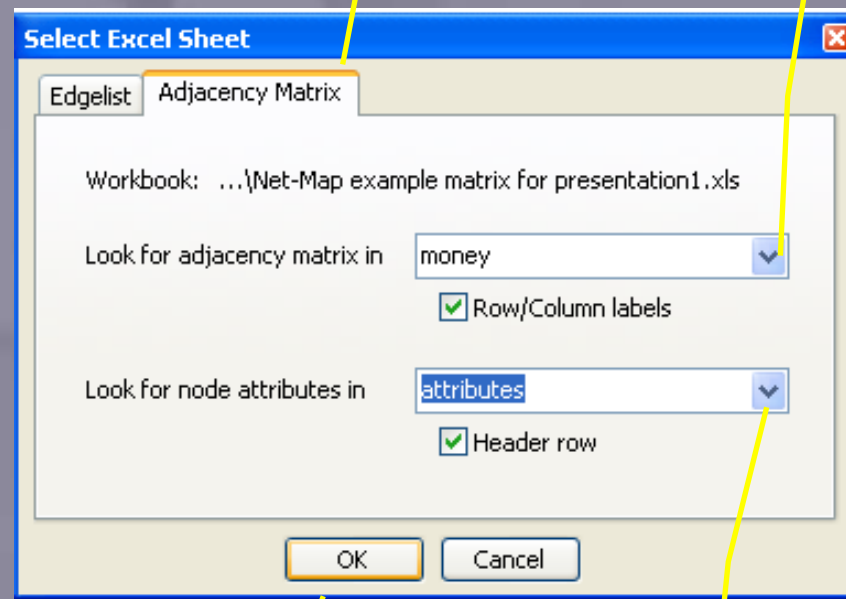 Select Excel Sheet
Edgelist Adjacency Matrix
Workbook: ...\Net-Map example matrix for presentation1.xls
Look for adjacency matrix in money
Row/Column labels
Look for node attributes in attributes
Header row
OK Cancel